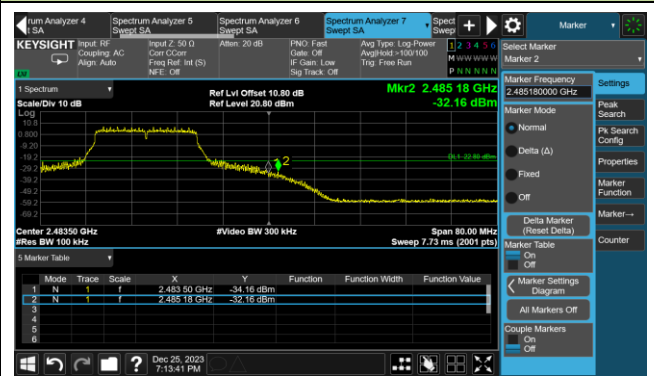 rum Analyzer 4
t SA
Spectrum Analyzer 5
Swept SA
Spectrum Analyzer 6
Swept SA
Spectrum Analyzer 7
Swept SA
Spect
Swept
Marker
KEYSIGHT
Input: RF
Coupling: AC
Align: Auto
Input Z: 50 Ω
Corr CCorr
Freq Ref: Int (S)
NFE: Off
Atten: 20 dB
PNO: Fast
Gate: Off
IF Gain: Low
Sig Track: Off
Avg Type: Log-Power
Avg|Hold:>100/100
Trig: Free Run
1 2 3 4 5 6
M W W W W W
P N N N N N
Select Marker
Marker 2
LXI
1 Spectrum
Scale/Div 10 dB
Log
Ref Lvl Offset 10.80 dB
Ref Level 20.80 dBm
Mkr2 2.485 18 GHz
-32.16 dBm
10.8
0.800
-9.20
-19.2
-29.2
-39.2
-49.2
-59.2
-69.2
2
DL1 -22.80 dBm
Center 2.48350 GHz
#Res BW 100 kHz
#Video BW 300 kHz
Span 80.00 MHz
Sweep 7.73 ms (2001 pts)
5 Marker Table
Mode Trace Scale X Y Function Function Width Function Value
1 N 1 f 2.483 50 GHz -34.16 dBm
2 N 1 f 2.485 18 GHz -32.16 dBm
3
4
5
6
Marker Frequency
2.485180000 GHz
Marker Mode
Normal
Delta (Δ)
Fixed
Off
Delta Marker
(Reset Delta)
Marker Table
On
Off
Marker Settings
Diagram
All Markers Off
Couple Markers
On
Off
Settings
Peak
Search
Pk Search
Config
Properties
Marker
Function
Marker→
Counter
?
Dec 25, 2023
7:13:41 PM